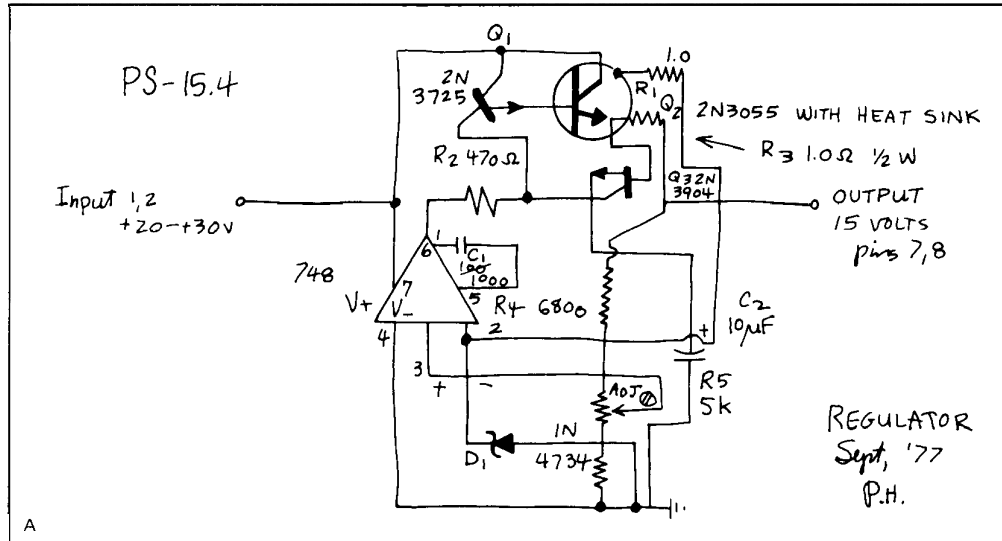 PS-15.4
Q1
2N
3725
1.0
R1
Q2
2N3055 WITH HEAT SINK
R3 1.0Ω ½ W
R2 470Ω
Q3 2N
3904
Input 1,2
+20-+30V
OUTPUT
15 VOLTS
pins 7,8
1
6
C1
100
1000
748
V+
7
V-
5
4
R4 6800
2
C2
10µF
+
3
+ -
ADJ
R5
5K
D1
1N
4734
REGULATOR
Sept, '77
P.H.
A